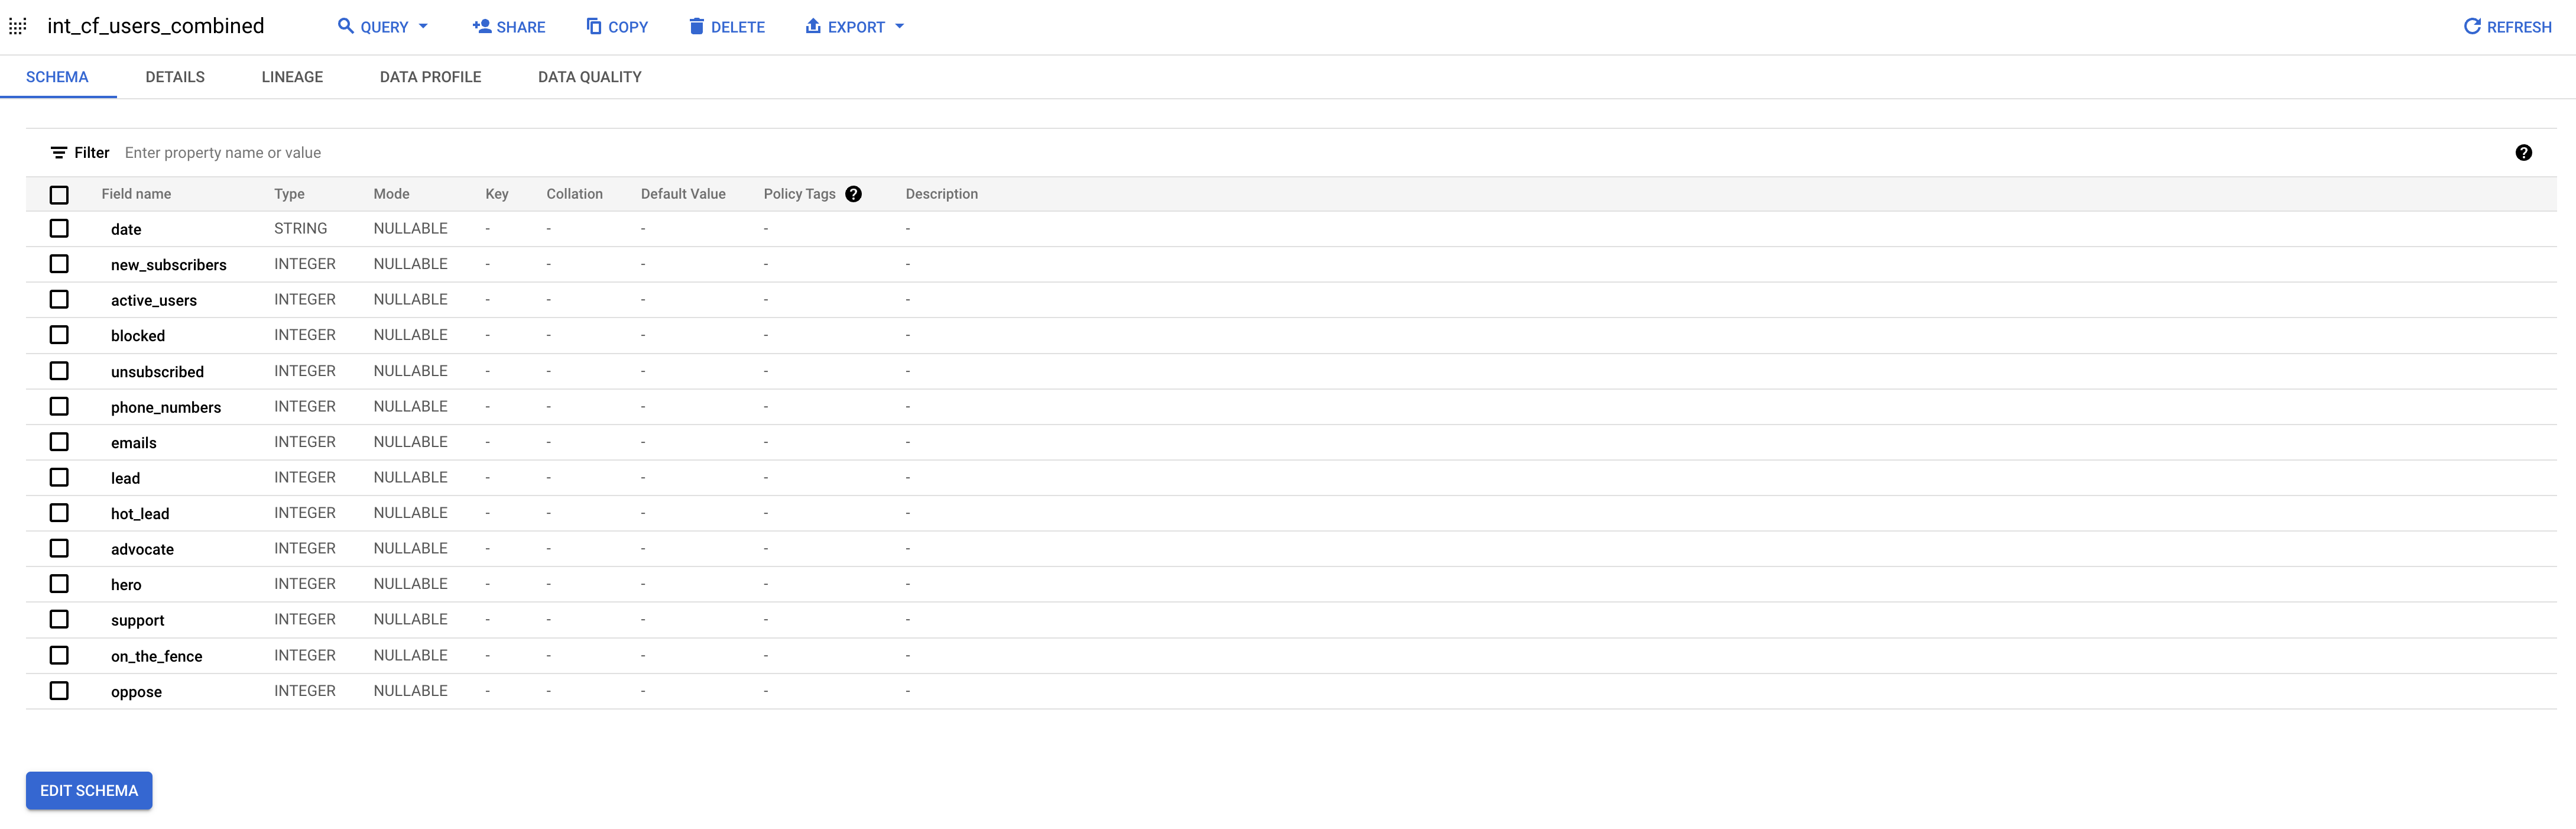 int_cf_users_combined QUERY SHARE COPY DELETE EXPORT REFRESH
SCHEMA DETAILS LINEAGE DATA PROFILE DATA QUALITY
Filter Enter property name or value
Field name Type Mode Key Collation Default Value Policy Tags Description
date STRING NULLABLE - - - - -
new_subscribers INTEGER NULLABLE - - - - -
active_users INTEGER NULLABLE - - - - -
blocked INTEGER NULLABLE - - - - -
unsubscribed INTEGER NULLABLE - - - - -
phone_numbers INTEGER NULLABLE - - - - -
emails INTEGER NULLABLE - - - - -
lead INTEGER NULLABLE - - - - -
hot_lead INTEGER NULLABLE - - - - -
advocate INTEGER NULLABLE - - - - -
hero INTEGER NULLABLE - - - - -
support INTEGER NULLABLE - - - - -
on_the_fence INTEGER NULLABLE - - - - -
oppose INTEGER NULLABLE - - - - -
EDIT SCHEMA